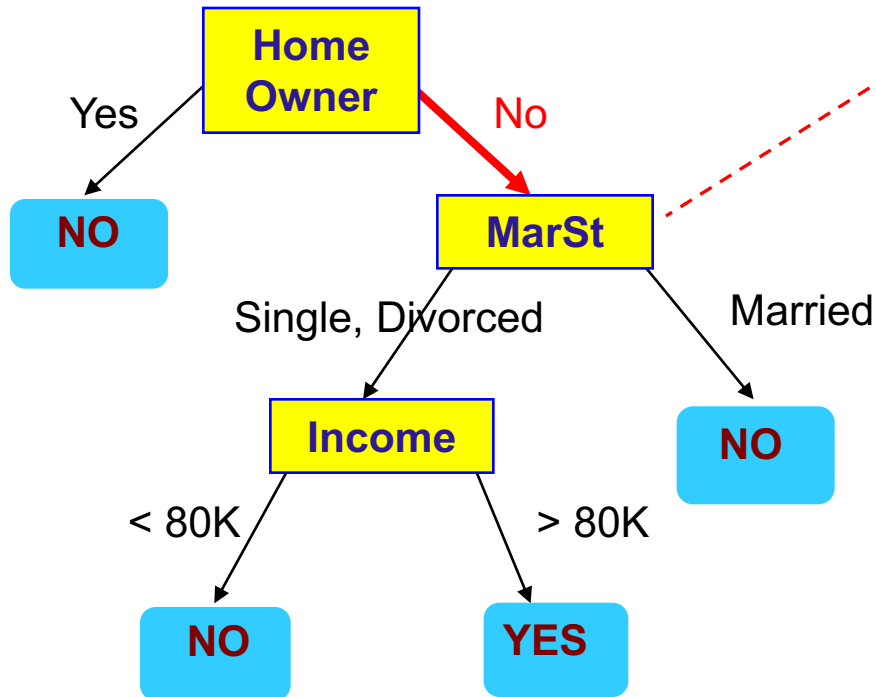 Home
Owner
Yes
No
NO
MarSt
Single, Divorced
Married
Income
NO
< 80K
> 80K
NO
YES